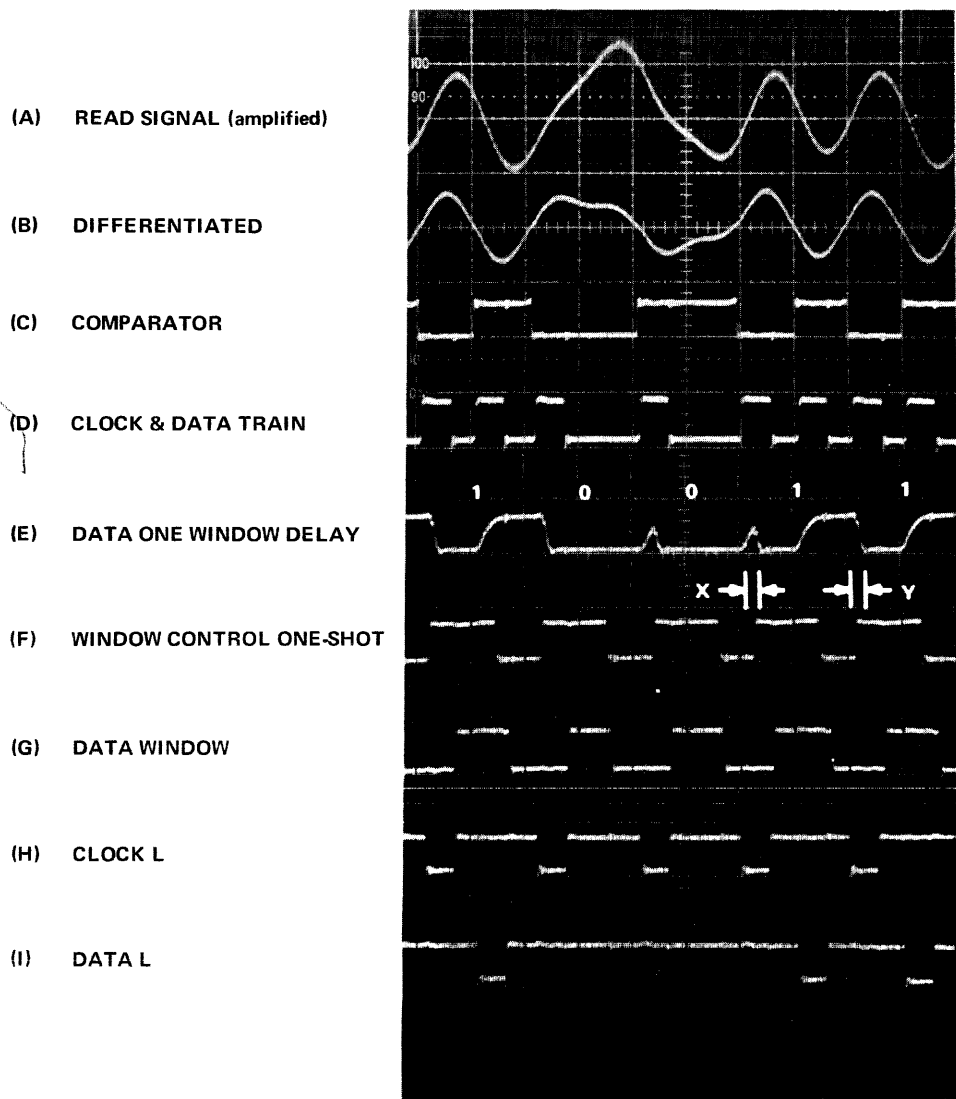 100
90
(A) READ SIGNAL (amplified)
(B) DIFFERENTIATED
(C) COMPARATOR
(D) CLOCK & DATA TRAIN
1 0 0 1 1
(E) DATA ONE WINDOW DELAY
X Y
(F) WINDOW CONTROL ONE-SHOT
(G) DATA WINDOW
(H) CLOCK L
(I) DATA L